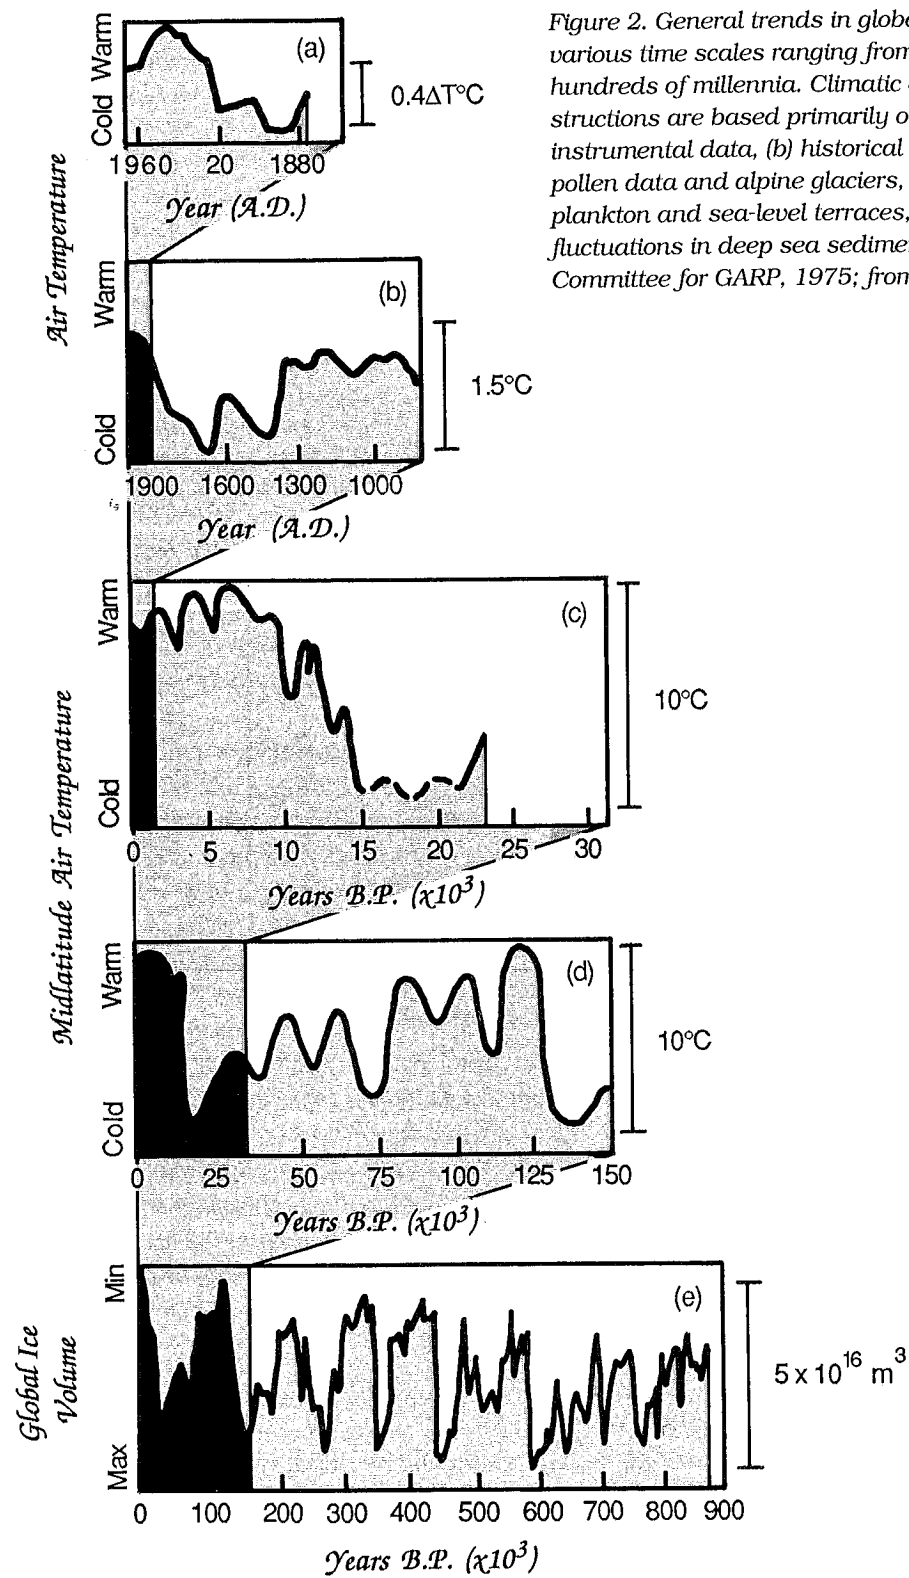 Figure 2. General trends in globe
various time scales ranging from
hundreds of millennia. Climatic
structions are based primarily o
instrumental data, (b) historical
pollen data and alpine glaciers,
plankton and sea-level terraces,
fluctuations in deep sea sedime
Committee for GARP, 1975; from
Air Temperature
Warm
Cold
(a)
0.4ΔT°C
1960 20 1880
Year (A.D.)
Warm
Cold
(b)
1.5°C
1900 1600 1300 1000
Year (A.D.)
Midlatitude Air Temperature
Warm
Cold
(c)
10°C
0 5 10 15 20 25 30
Years B.P. (x10³)
Warm
Cold
(d)
10°C
0 25 50 75 100 125 150
Years B.P. (x10³)
Global Ice
Volume
Min
Max
(e)
5 x 10¹⁶ m³
0 100 200 300 400 500 600 700 800 900
Years B.P. (x10³)